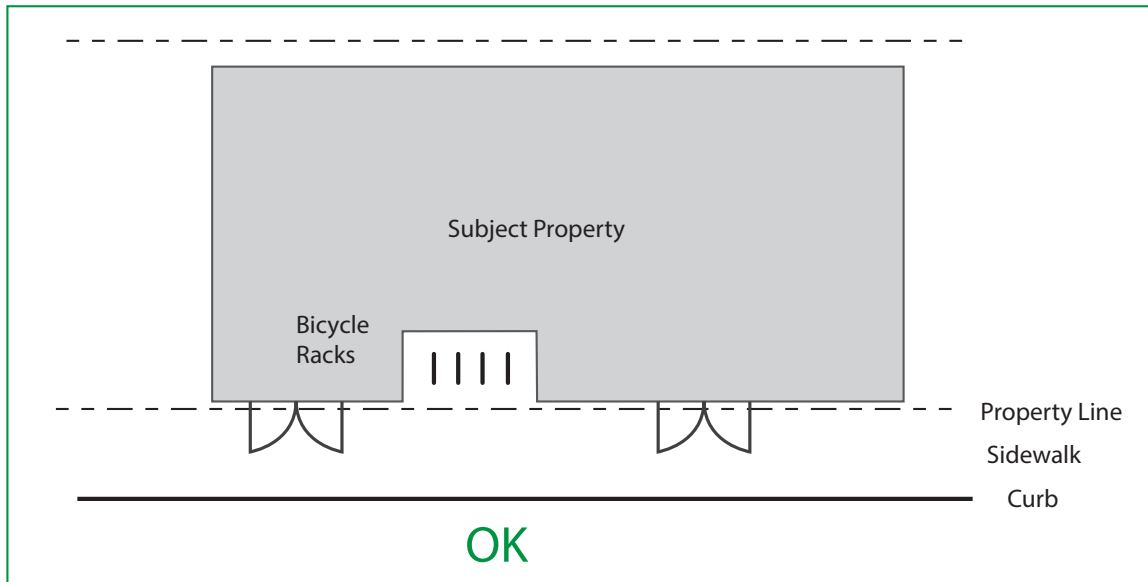 Subject Property
Bicycle
Racks
Property Line
Sidewalk
Curb
OK